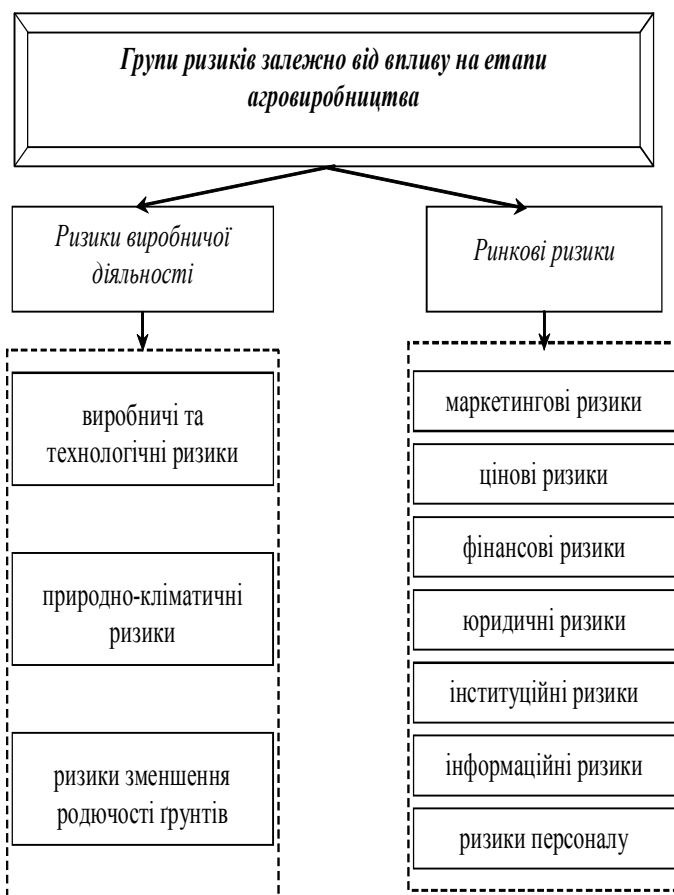 Групи ризиків залежно від впливу на етапи
агровиробництва
Ризики виробничої
діяльності
Ринкові ризики
виробничі та
технологічні ризики
природно-кліматичні
ризики
ризики зменшення
родючості ґрунтів
маркетингові ризики
цінові ризики
фінансові ризики
юридичні ризики
інституційні ризики
інформаційні ризики
ризики персоналу